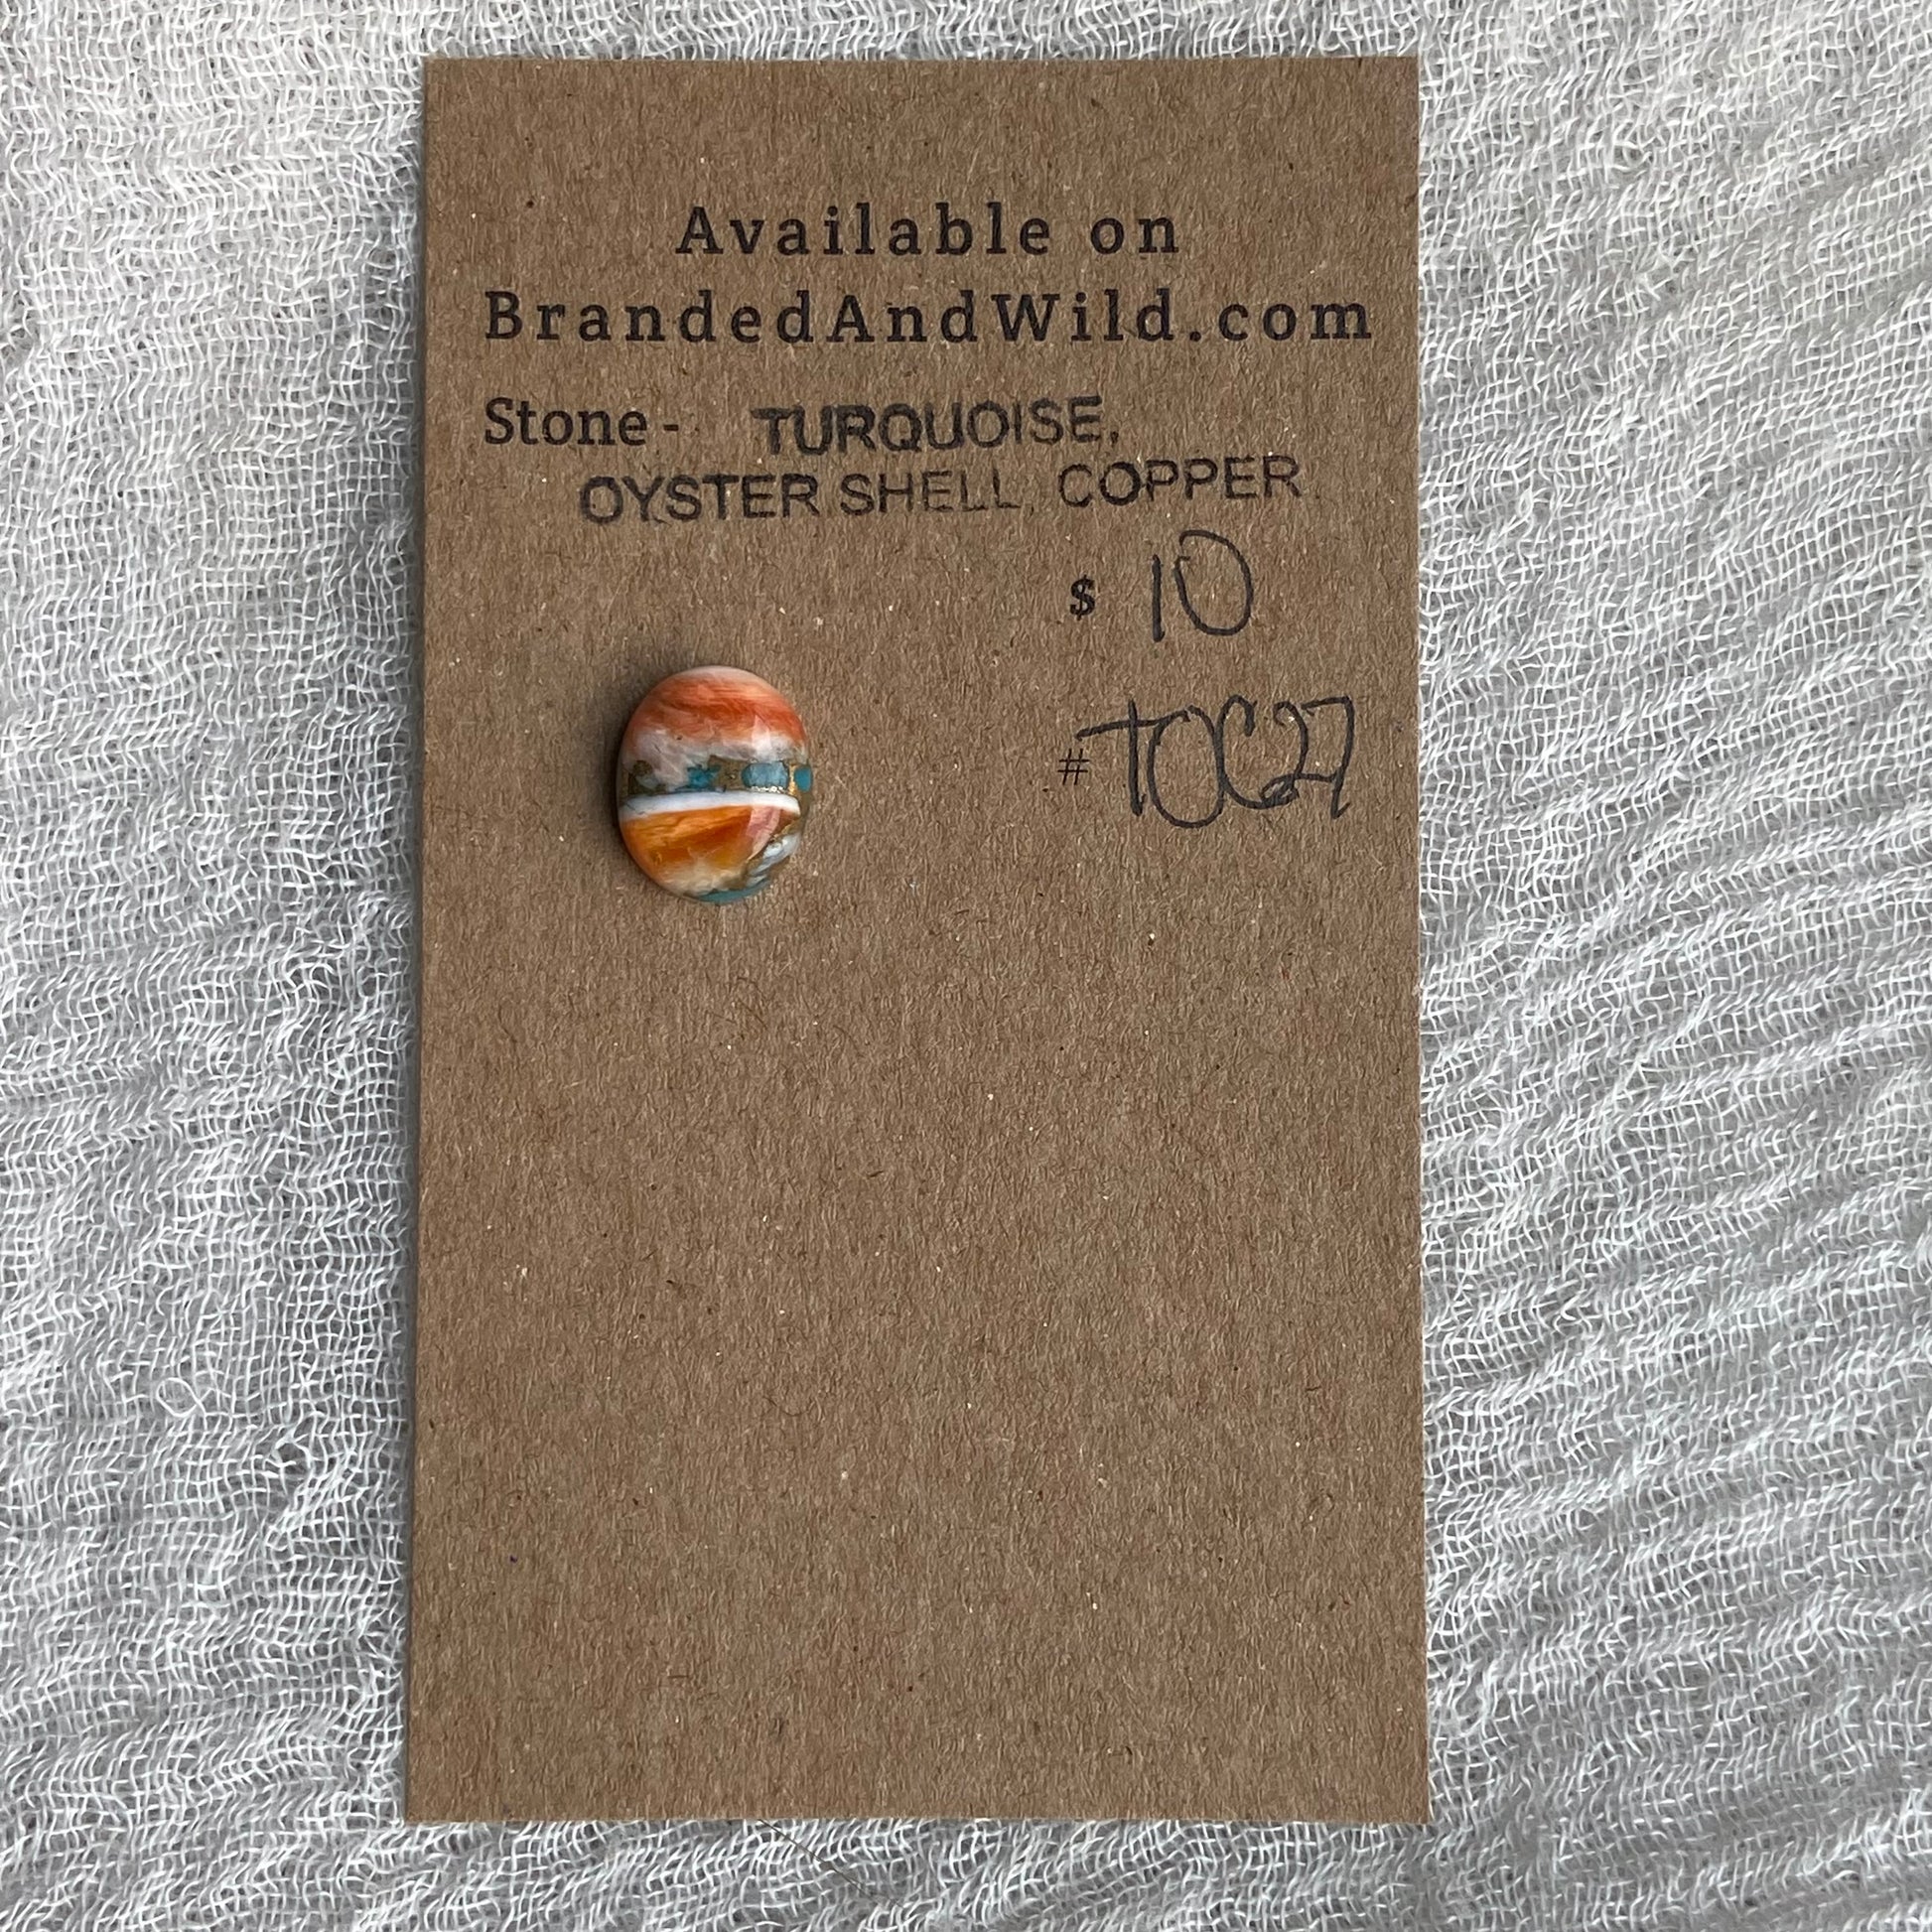 Available on
BrandedAndWild.com
Stone - TURQUOISE,
OYSTER SHELL, COPPER
$ 10
# TOC27